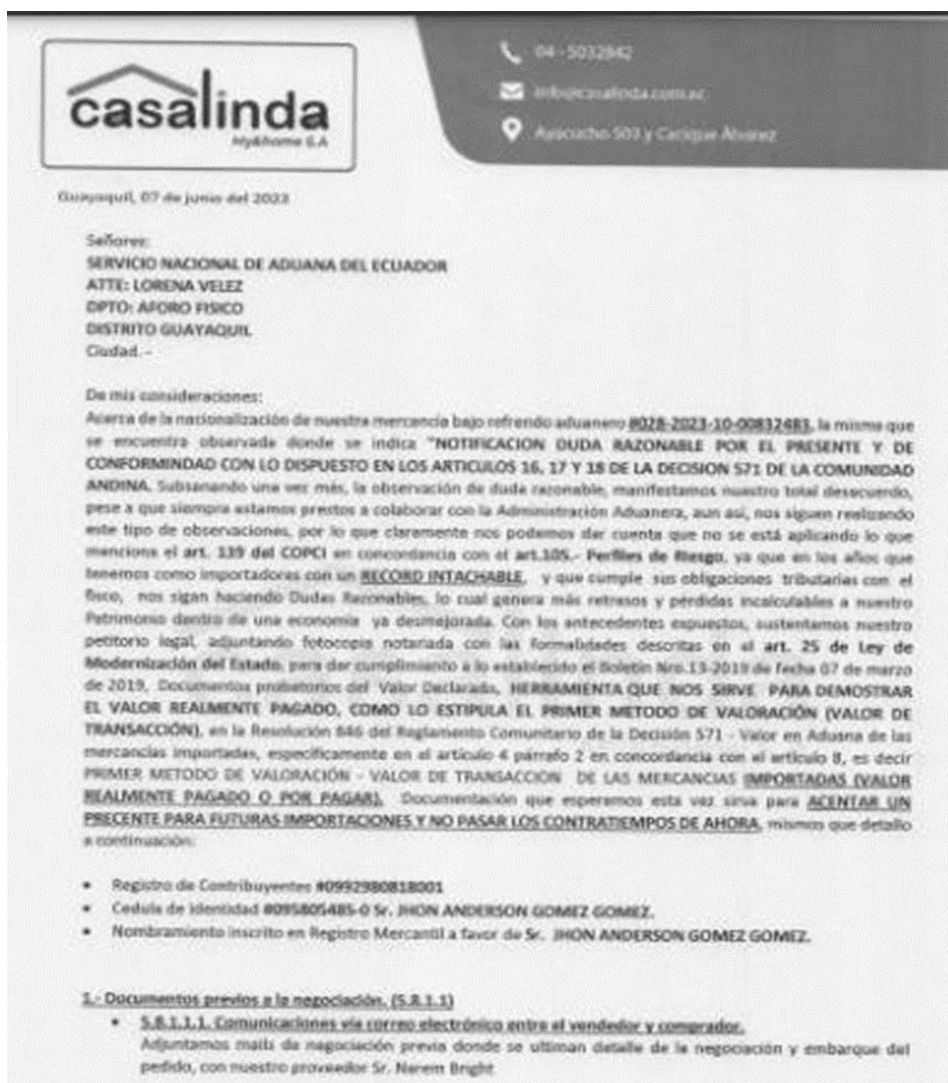 casalinda
My&home S.A
04 - 5032842
info@casalinda.com.ec
Ayacucho 503 y Cacique Álvarez
Guayaquil, 07 de junio del 2023
Señores:
SERVICIO NACIONAL DE ADUANA DEL ECUADOR
ATTE: LORENA VELEZ
DPTO: AFORO FISICO
DISTRITO GUAYAQUIL
Ciudad.-
De mis consideraciones:
Acerca de la nacionalización de nuestra mercancía bajo refrendo aduanero #028-2023-10-00832483, la misma que
se encuentra observada donde se indica "NOTIFICACION DUDA RAZONABLE POR EL PRESENTE Y DE
CONFORMINDAD CON LO DISPUESTO EN LOS ARTICULOS 16, 17 Y 18 DE LA DECISION 571 DE LA COMUNIDAD
ANDINA. Subsanando una vez más, la observación de duda razonable, manifestamos nuestro total desacuerdo,
pese a que siempre estamos prestos a colaborar con la Administración Aduanera, aun así, nos siguen realizando
este tipo de observaciones, por lo que claramente nos podemos dar cuenta que no se está aplicando lo que
menciona el art. 139 del COPCI en concordancia con el art.105.- Perfiles de Riesgo, ya que en los años que
tenemos como importadores con un RECORD INTACHABLE, y que cumple sus obligaciones tributarias con el
fisco, nos sigan haciendo Dudas Razonables, lo cual genera más retrasos y pérdidas incalculables a nuestro
Patrimonio dentro de una economía ya desmejorada. Con los antecedentes expuestos, sustentamos nuestro
petitorio legal, adjuntando fotocopia notariada con las formalidades descritas en el art. 25 de Ley de
Modernización del Estado, para dar cumplimiento a lo establecido el Boletín Nro.13-2019 de fecha 07 de marzo
de 2019, Documentos probatorios del Valor Declarado, HERRAMIENTA QUE NOS SIRVE PARA DEMOSTRAR
EL VALOR REALMENTE PAGADO, COMO LO ESTIPULA EL PRIMER METODO DE VALORACIÓN (VALOR DE
TRANSACCIÓN), en la Resolución 846 del Reglamento Comunitario de la Decisión 571 - Valor en Aduana de las
mercancías importadas, específicamente en el artículo 4 párrafo 2 en concordancia con el artículo 8, es decir
PRIMER METODO DE VALORACIÓN - VALOR DE TRANSACCION DE LAS MERCANCIAS IMPORTADAS (VALOR
REALMENTE PAGADO O POR PAGAR). Documentación que esperamos esta vez sirva para ACENTAR UN
PRECENTE PARA FUTURAS IMPORTACIONES Y NO PASAR LOS CONTRATIEMPOS DE AHORA, mismos que detallo
a continuación:
• Registro de Contribuyentes #0992980818001
• Cedula de identidad #095805485-0 Sr. JHON ANDERSON GOMEZ GOMEZ.
• Nombramiento inscrito en Registro Mercantil a favor de Sr. JHON ANDERSON GOMEZ GOMEZ.
1.- Documentos previos a la negociación. (5.8.1.1)
• 5.8.1.1.1. Comunicaciones vía correo electrónico entre el vendedor y comprador.
Adjuntamos mails de negociación previa donde se ultiman detalle de la negociación y embarque del
pedido, con nuestro proveedor Sr. Narem Bright